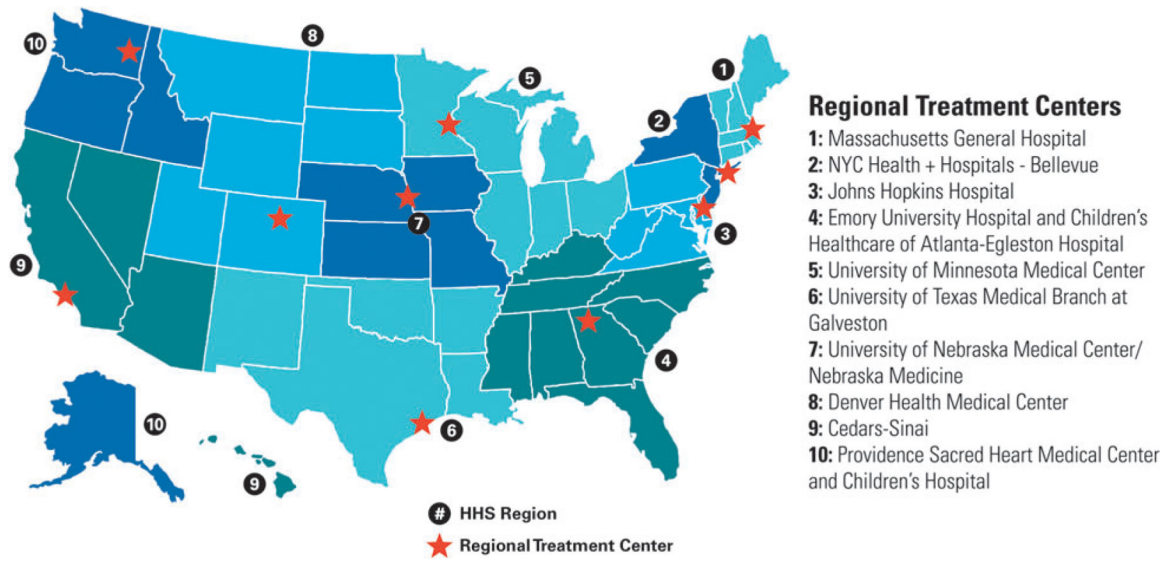 10
8
5
1
2
7
3
9
4
6
10
9
# HHS Region
Regional Treatment Center
Regional Treatment Centers
1: Massachusetts General Hospital
2: NYC Health + Hospitals - Bellevue
3: Johns Hopkins Hospital
4: Emory University Hospital and Children's
Healthcare of Atlanta-Egleston Hospital
5: University of Minnesota Medical Center
6: University of Texas Medical Branch at
Galveston
7: University of Nebraska Medical Center/
Nebraska Medicine
8: Denver Health Medical Center
9: Cedars-Sinai
10: Providence Sacred Heart Medical Center
and Children's Hospital